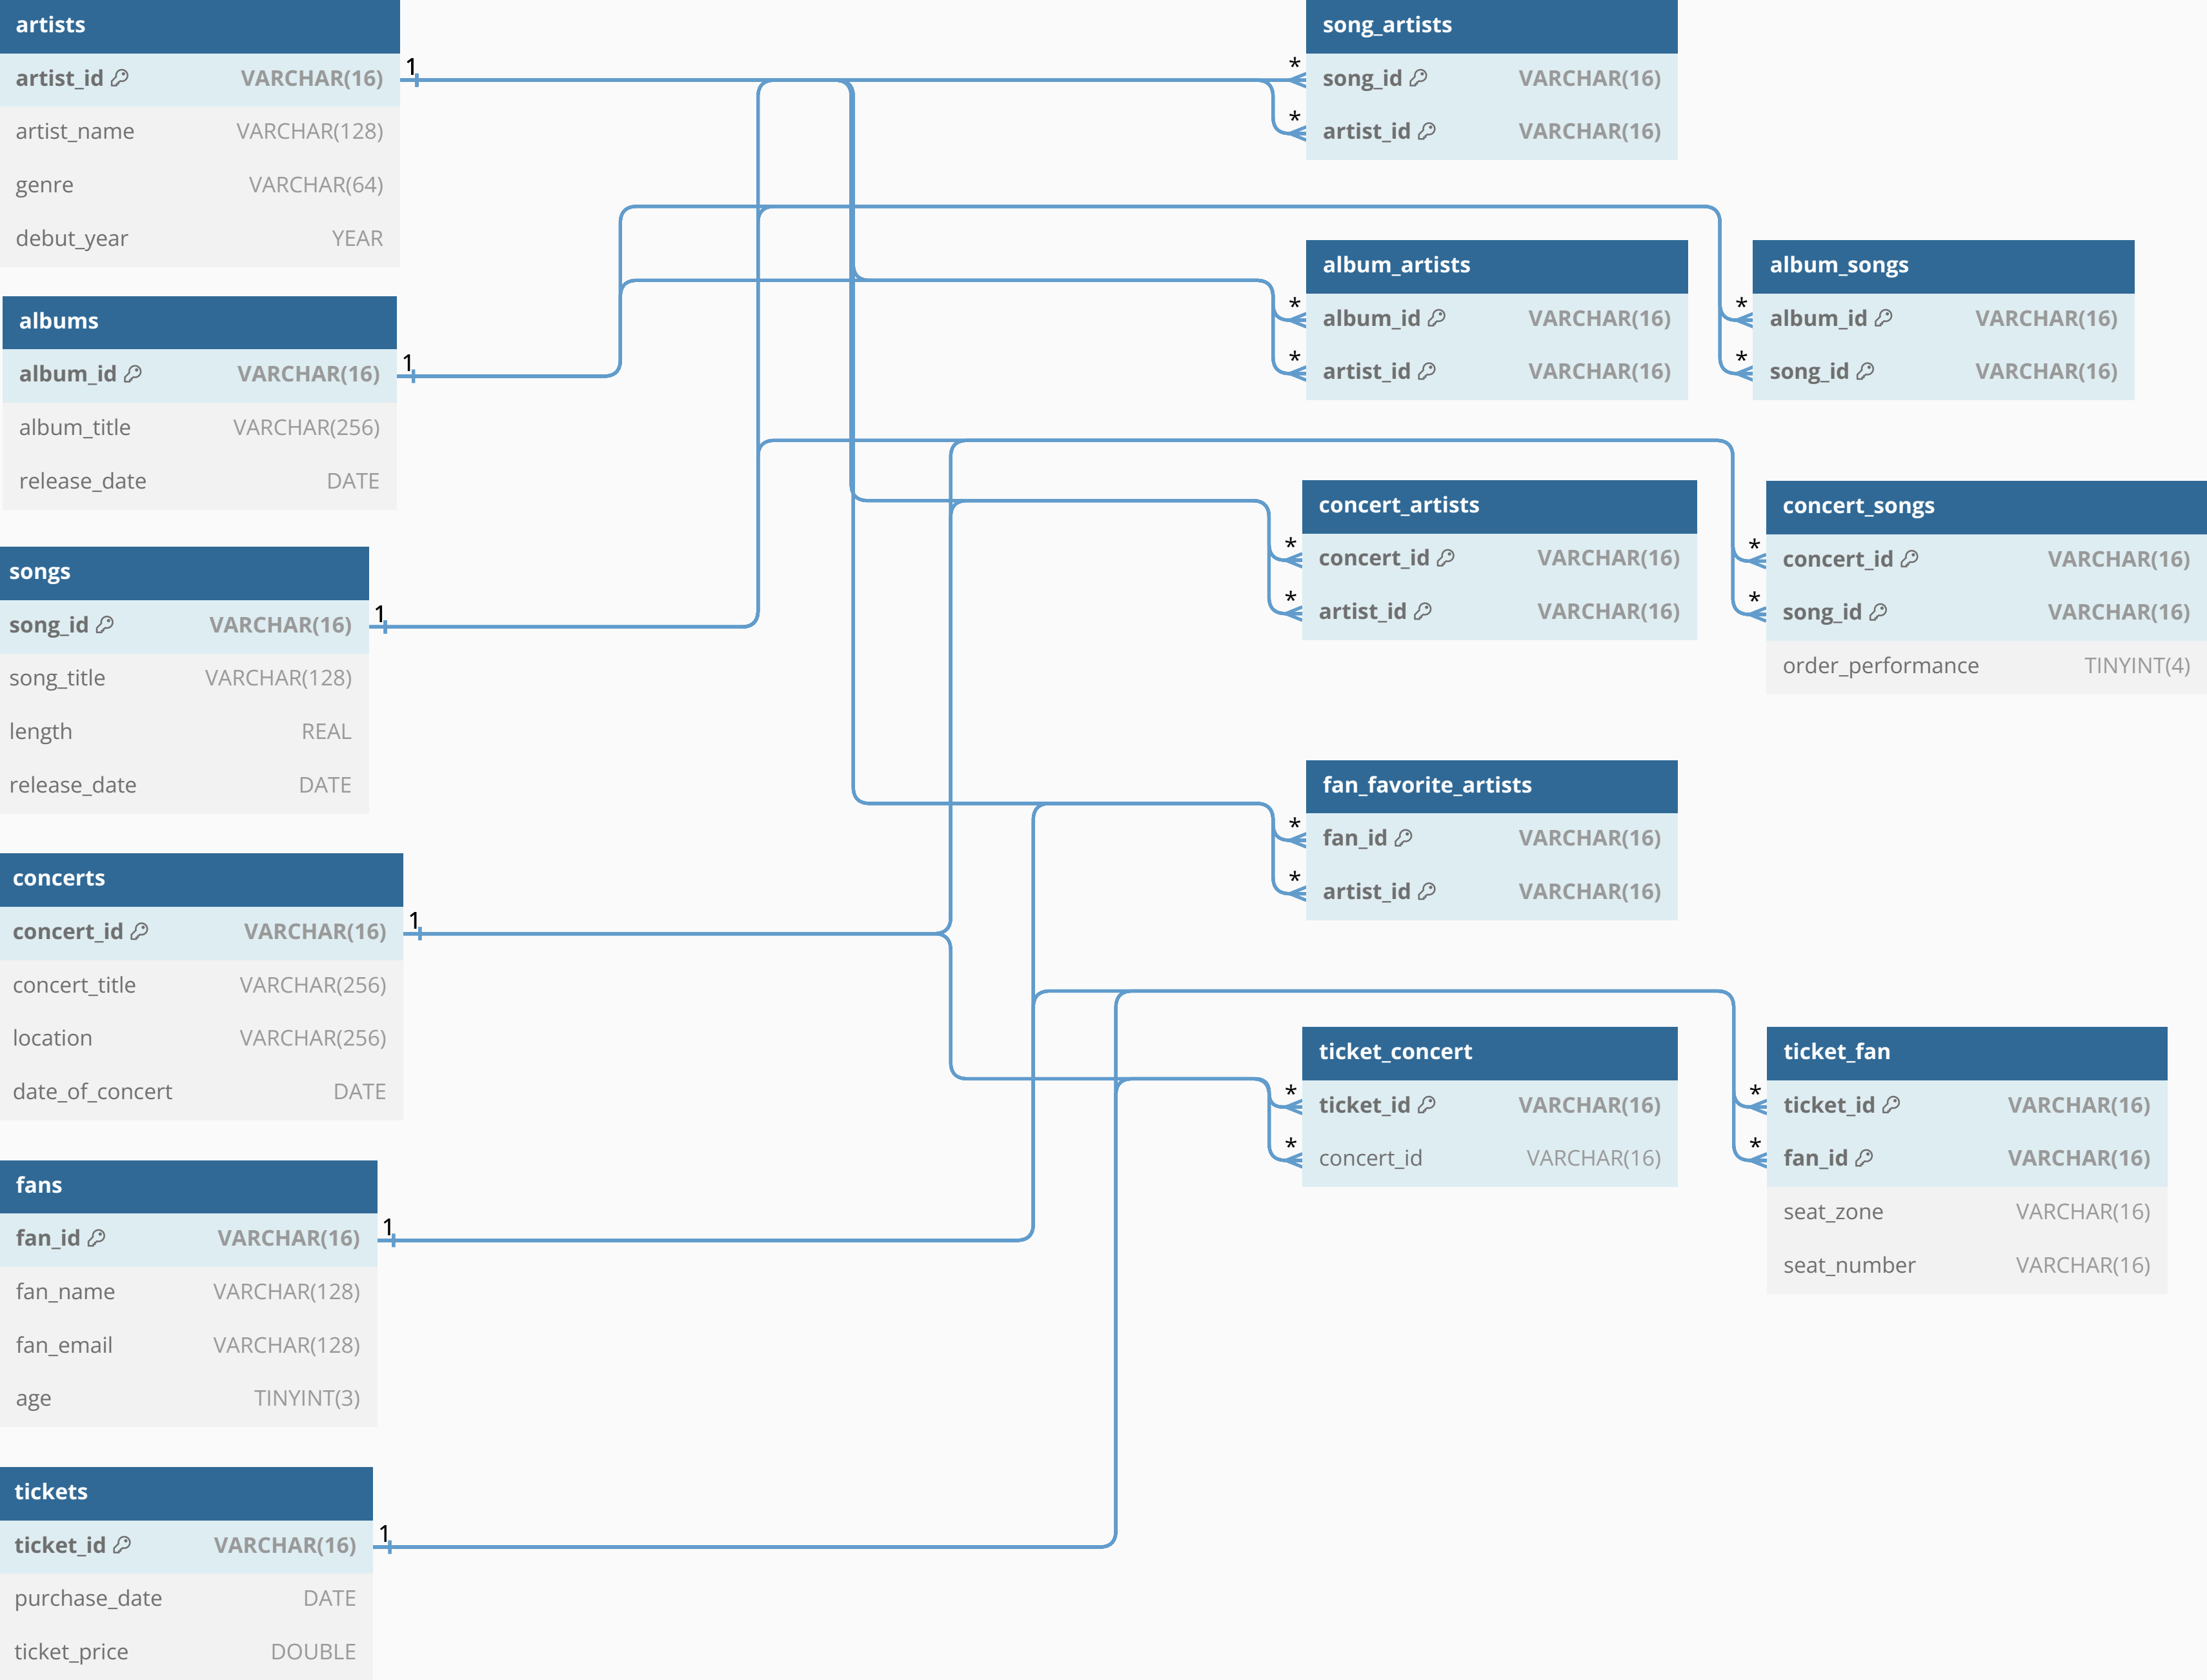 artists
artist_id VARCHAR(16)
artist_name VARCHAR(128)
genre VARCHAR(64)
debut_year YEAR
1
albums
album_id VARCHAR(16)
album_title VARCHAR(256)
release_date DATE
1
songs
song_id VARCHAR(16)
song_title VARCHAR(128)
length REAL
release_date DATE
1
concerts
concert_id VARCHAR(16)
concert_title VARCHAR(256)
location VARCHAR(256)
date_of_concert DATE
1
fans
fan_id VARCHAR(16)
fan_name VARCHAR(128)
fan_email VARCHAR(128)
age TINYINT(3)
1
tickets
ticket_id VARCHAR(16)
purchase_date DATE
ticket_price DOUBLE
1
song_artists
* song_id VARCHAR(16)
* artist_id VARCHAR(16)
album_artists
* album_id VARCHAR(16)
* artist_id VARCHAR(16)
album_songs
* album_id VARCHAR(16)
* song_id VARCHAR(16)
concert_artists
* concert_id VARCHAR(16)
* artist_id VARCHAR(16)
concert_songs
* concert_id VARCHAR(16)
* song_id VARCHAR(16)
order_performance TINYINT(4)
fan_favorite_artists
* fan_id VARCHAR(16)
* artist_id VARCHAR(16)
ticket_concert
* ticket_id VARCHAR(16)
* concert_id VARCHAR(16)
ticket_fan
* ticket_id VARCHAR(16)
* fan_id VARCHAR(16)
seat_zone VARCHAR(16)
seat_number VARCHAR(16)